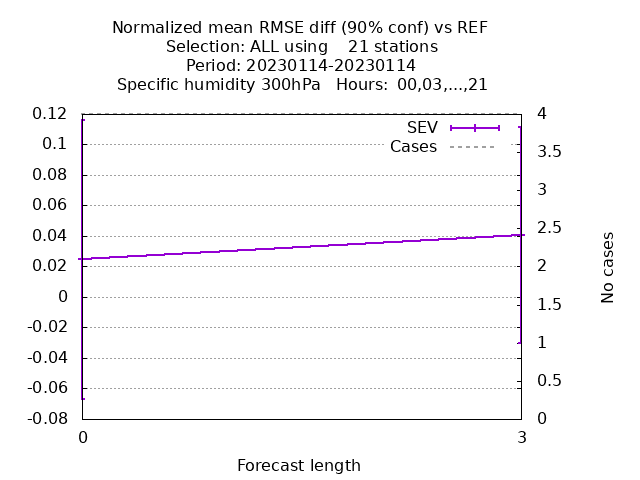 Normalized mean RMSE diff (90% conf) vs REF
Selection: ALL using    21 stations
Period: 20230114-20230114
Specific humidity 300hPa   Hours:  00,03,...,21
0.12
0.1
0.08
0.06
0.04
0.02
0
-0.02
-0.04
-0.06
-0.08
SEV
Cases
4
3.5
3
2.5
2
1.5
1
0.5
0
No cases
0
3
Forecast length